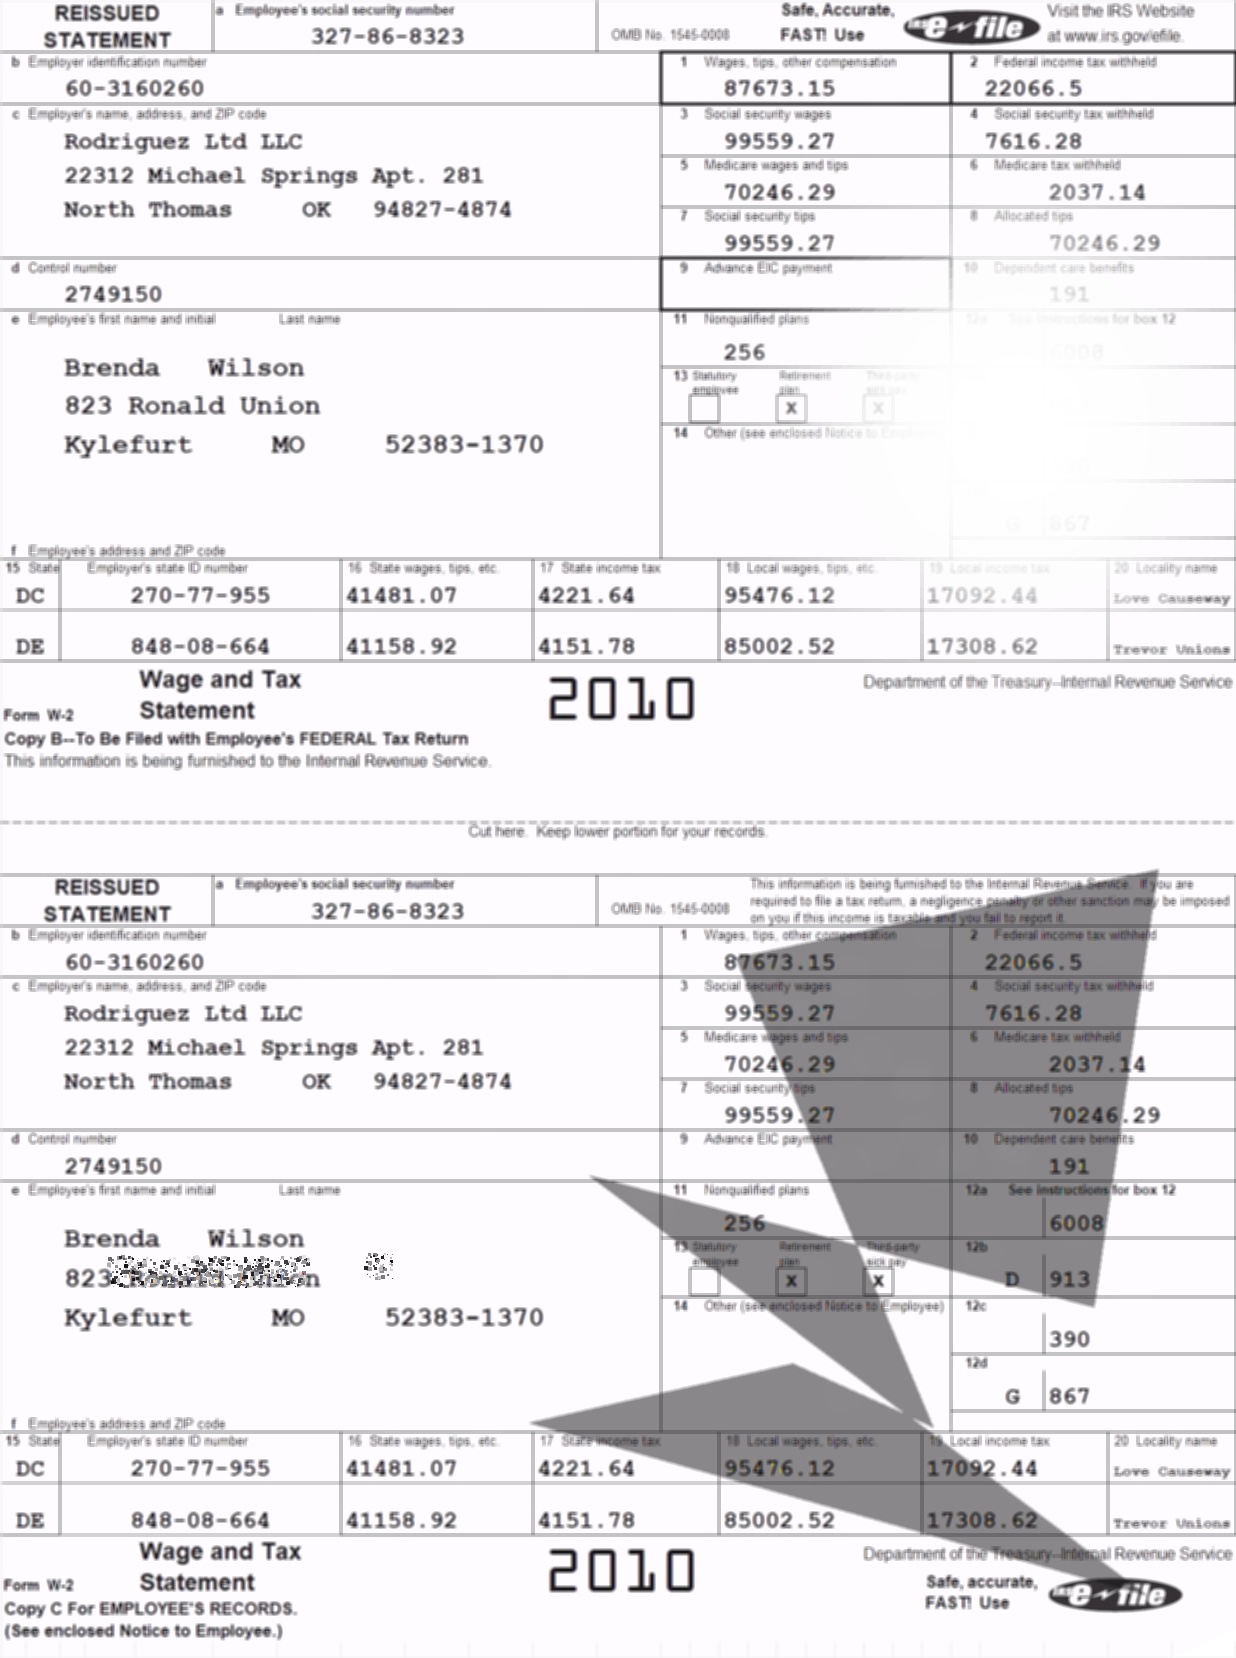 REISSUED STATEMENT
a Employee's social security number
327-86-8323
OMB No. 1545-0008
Safe, Accurate, FAST! Use
IRS e-file
Visit the IRS Website at www.irs.gov/efile.
b Employer identification number
60-3160260
1 Wages, tips, other compensation
87673.15
2 Federal income tax withheld
22066.5
c Employer's name, address, and ZIP code
Rodriguez Ltd LLC
22312 Michael Springs Apt. 281
North Thomas OK 94827-4874
3 Social security wages
99559.27
4 Social security tax withheld
7616.28
5 Medicare wages and tips
70246.29
6 Medicare tax withheld
2037.14
7 Social security tips
99559.27
8 Allocated tips
70246.29
d Control number
2749150
9 Advance EIC payment
10 Dependent care benefits
191
e Employee's first name and initial Last name
Brenda Wilson
823 Ronald Union
Kylefurt MO 52383-1370
11 Nonqualified plans
256
12a See instructions for box 12
6008
13 Statutory employee
Retirement plan
X
Third-party sick pay
X
14 Other (see enclosed Notice to
G 867
f Employee's address and ZIP code
15 State Employer's state ID number 16 State wages, tips, etc. 17 State income tax 18 Local wages, tips, etc. 19 Local income tax 20 Locality name
DC 270-77-955 41481.07 4221.64 95476.12 17092.44 Love Causeway
DE 848-08-664 41158.92 4151.78 85002.52 17308.62 Trevor Unions
Form W-2 Wage and Tax Statement
2010
Department of the Treasury--Internal Revenue Service
Copy B--To Be Filed with Employee's FEDERAL Tax Return
This information is being furnished to the Internal Revenue Service.
Cut here. Keep lower portion for your records.
REISSUED STATEMENT
a Employee's social security number
327-86-8323
OMB No. 1545-0008
This information is being furnished to the Internal Revenue Service. If you are
required to file a tax return, a negligence penalty or other sanction may be imposed
on you if this income is taxable and you fail to report it.
b Employer identification number
60-3160260
1 Wages, tips, other compensation
87673.15
2 Federal income tax withheld
22066.5
c Employer's name, address, and ZIP code
Rodriguez Ltd LLC
22312 Michael Springs Apt. 281
North Thomas OK 94827-4874
3 Social security wages
99559.27
4 Social security tax withheld
7616.28
5 Medicare wages and tips
70246.29
6 Medicare tax withheld
2037.14
7 Social security tips
99559.27
8 Allocated tips
70246.29
d Control number
2749150
9 Advance EIC payment
10 Dependent care benefits
191
e Employee's first name and initial Last name
Brenda Wilson
823 Ronald Union
Kylefurt MO 52383-1370
11 Nonqualified plans
256
12a See instructions for box 12
6008
13 Statutory employee
Retirement plan
X
Third-party sick pay
X
12b
D 913
14 Other (see enclosed Notice to Employee)
12c
390
12d
G 867
f Employee's address and ZIP code
15 State Employer's state ID number 16 State wages, tips, etc. 17 State income tax 18 Local wages, tips, etc. 19 Local income tax 20 Locality name
DC 270-77-955 41481.07 4221.64 95476.12 17092.44 Love Causeway
DE 848-08-664 41158.92 4151.78 85002.52 17308.62 Trevor Unions
Form W-2 Wage and Tax Statement
2010
Department of the Treasury--Internal Revenue Service
Safe, accurate, FAST! Use
IRS e-file
Copy C For EMPLOYEE'S RECORDS.
(See enclosed Notice to Employee.)